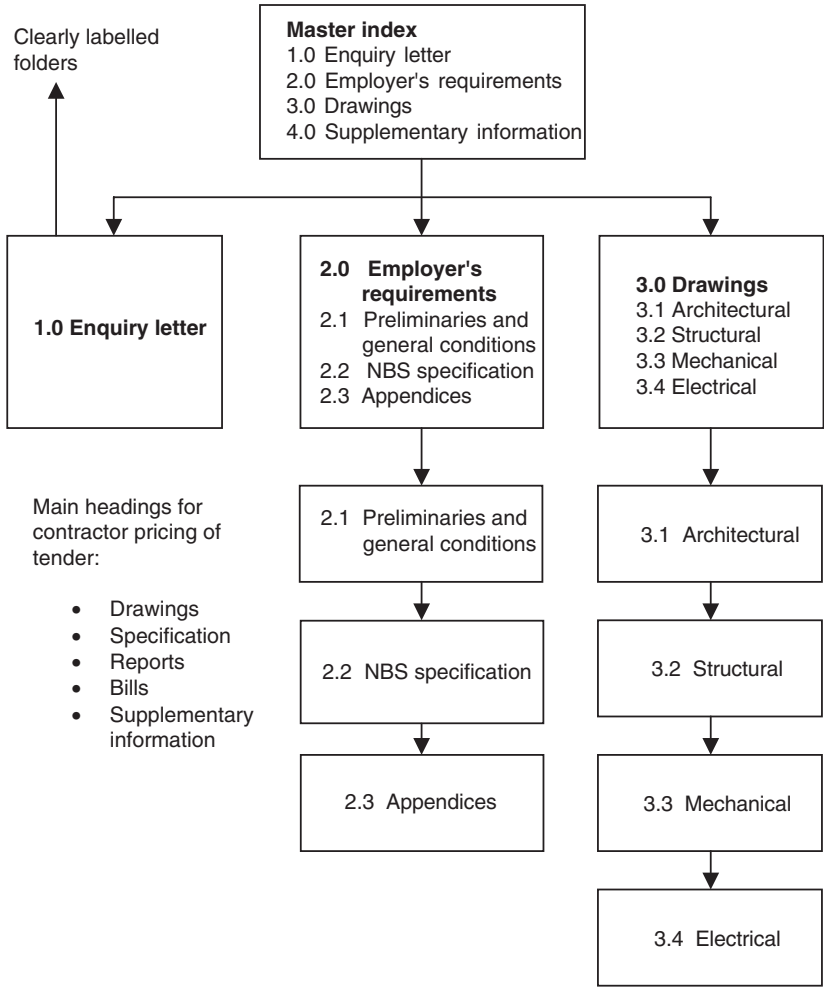 Clearly labelled
folders
Master index
1.0 Enquiry letter
2.0 Employer's requirements
3.0 Drawings
4.0 Supplementary information
1.0 Enquiry letter
2.0 Employer's
requirements
2.1 Preliminaries and
general conditions
2.2 NBS specification
2.3 Appendices
3.0 Drawings
3.1 Architectural
3.2 Structural
3.3 Mechanical
3.4 Electrical
Main headings for
contractor pricing of
tender:
• Drawings
• Specification
• Reports
• Bills
• Supplementary
information
2.1 Preliminaries and
general conditions
2.2 NBS specification
2.3 Appendices
3.1 Architectural
3.2 Structural
3.3 Mechanical
3.4 Electrical